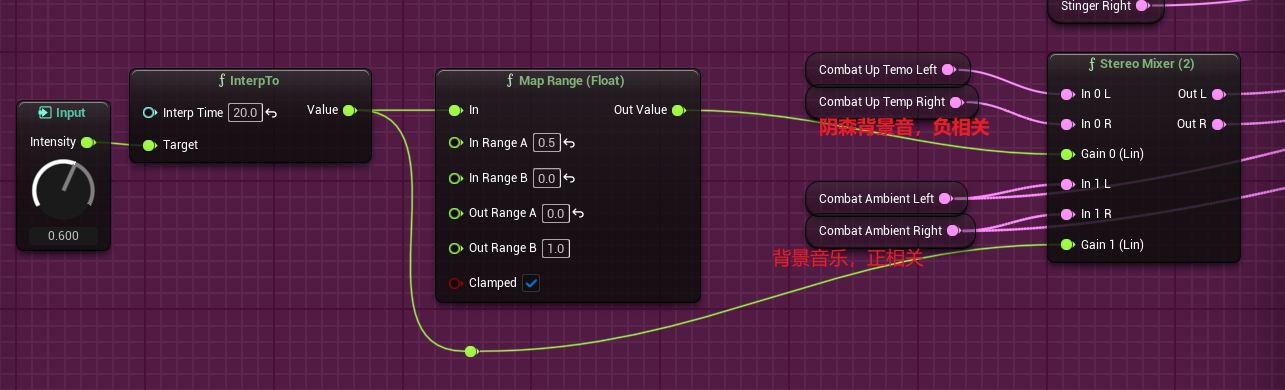 Stinger Right
Input
Intensity
0.600
InterpTo
Interp Time 20.0
Value
Target
Map Range (Float)
In
Out Value
In Range A 0.5
In Range B 0.0
Out Range A 0.0
Out Range B 1.0
Clamped
Combat Up Temo Left
Combat Up Temp Right
阴森背景音，负相关
Combat Ambient Left
Combat Ambient Right
背景音乐，正相关
Stereo Mixer (2)
In 0 L
Out L
In 0 R
Out R
Gain 0 (Lin)
In 1 L
In 1 R
Gain 1 (Lin)